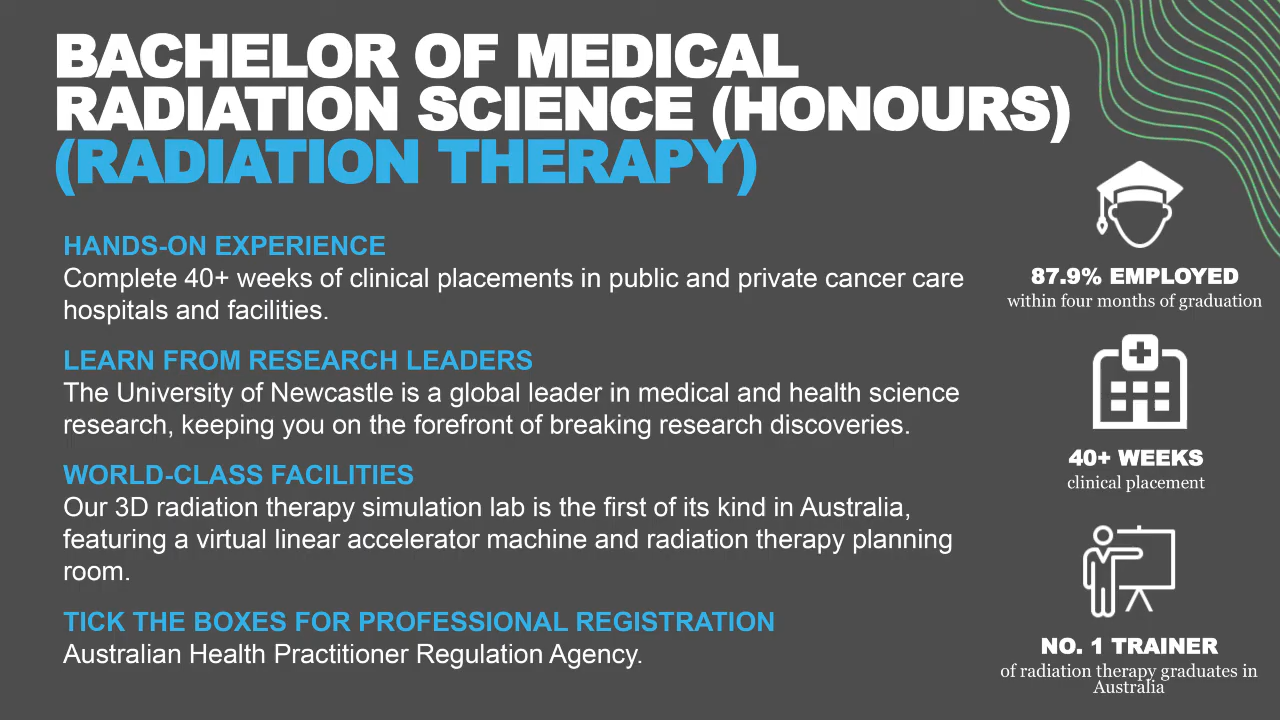 BACHELOR OF MEDICAL
RADIATION SCIENCE (HONOURS)
(RADIATION THERAPY)
HANDS-ON EXPERIENCE
Complete 40+ weeks of clinical placements in public and private cancer care
hospitals and facilities.
LEARN FROM RESEARCH LEADERS
The University of Newcastle is a global leader in medical and health science
research, keeping you on the forefront of breaking research discoveries.
WORLD-CLASS FACILITIES
Our 3D radiation therapy simulation lab is the first of its kind in Australia,
featuring a virtual linear accelerator machine and radiation therapy planning
room.
TICK THE BOXES FOR PROFESSIONAL REGISTRATION
Australian Health Practitioner Regulation Agency.
87.9% EMPLOYED
within four months of graduation
40+ WEEKS
clinical placement
NO. 1 TRAINER
of radiation therapy graduates in
Australia